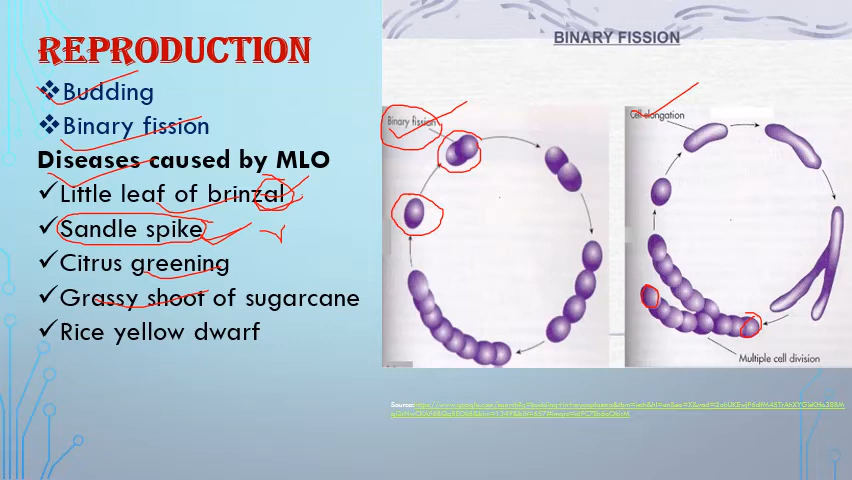 REPRODUCTION
Budding
Binary fission
Diseases caused by MLO
Little leaf of brinzal
Sandle spike
Citrus greening
Grassy shoot of sugarcane
Rice yellow dwarf
BINARY FISSION
Binary fission
Cell elongation
Multiple cell division
Source: